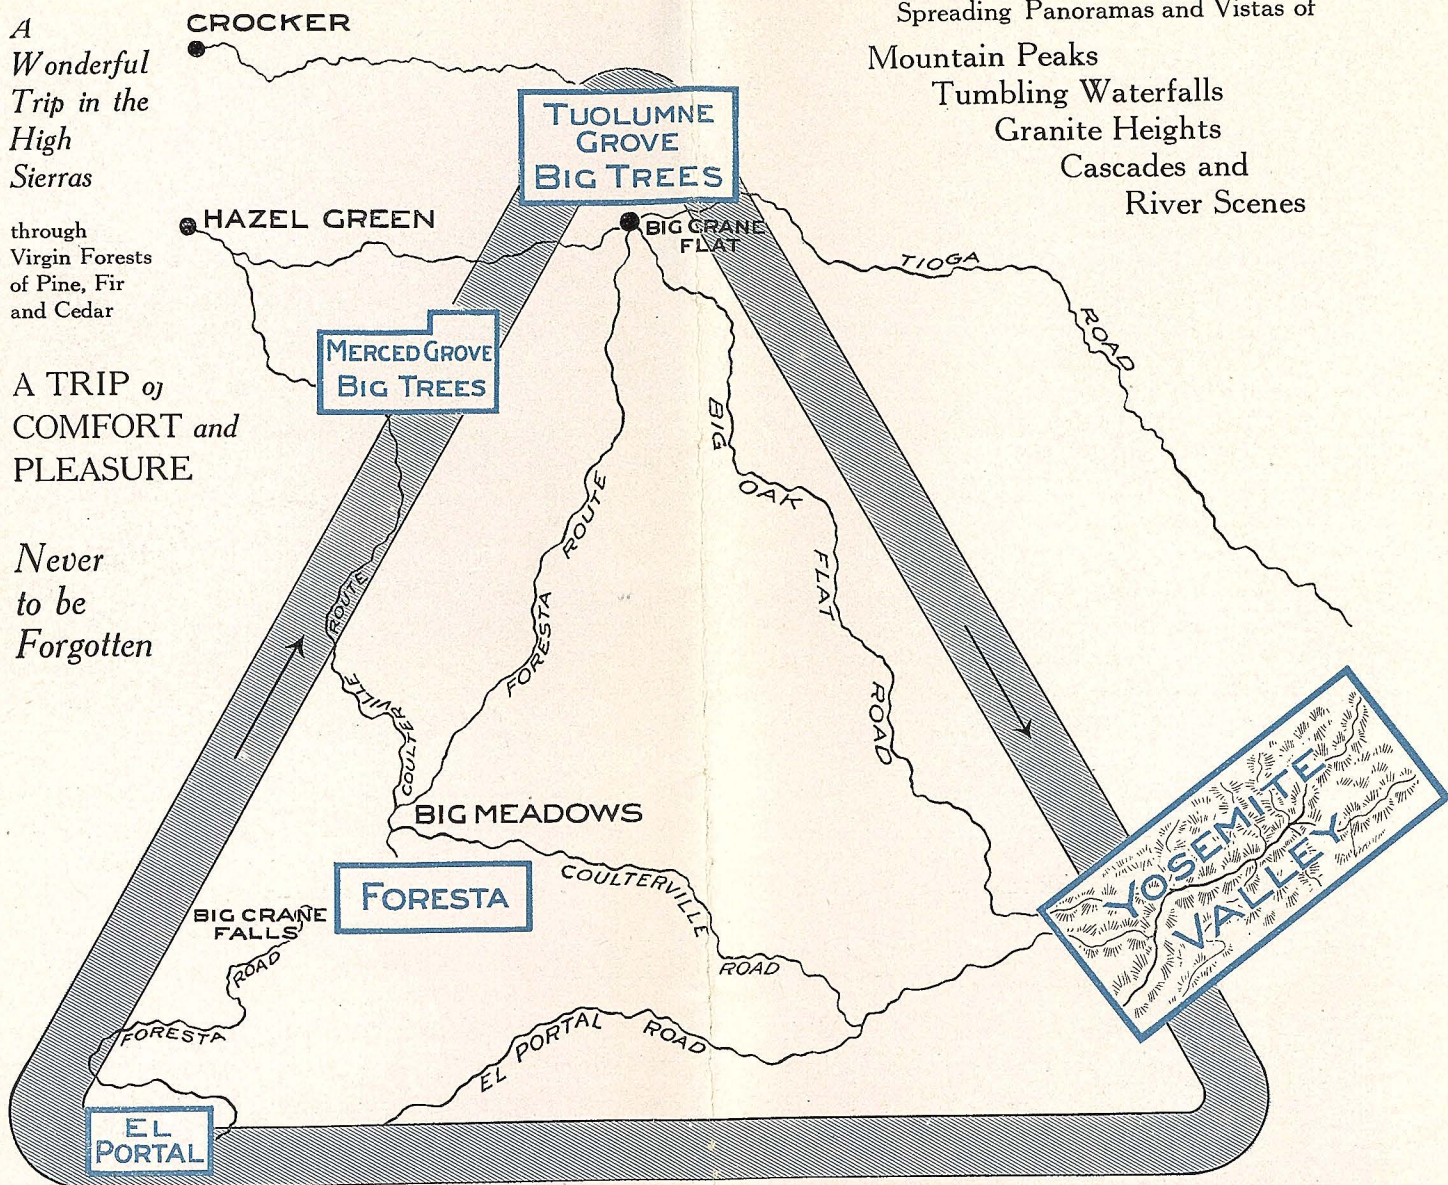 A
Wonderful
Trip in the
High
Sierras
through
Virgin Forests
of Pine, Fir
and Cedar
A TRIP of
COMFORT and
PLEASURE
Never
to be
Forgotten
Spreading Panoramas and Vistas of
Mountain Peaks
Tumbling Waterfalls
Granite Heights
Cascades and
River Scenes
CROCKER
TUOLUMNE
GROVE
BIG TREES
HAZEL GREEN
BIG CRANE
FLAT
TIOGA
ROAD
MERCED GROVE
BIG TREES
BIG
OAK
FLAT
ROAD
FORESTA ROUTE
COULTERVILLE
ROUTE
BIG MEADOWS
FORESTA
COULTERVILLE
ROAD
BIG CRANE
FALLS
FORESTA
ROAD
EL PORTAL ROAD
EL
PORTAL
YOSEMITE
VALLEY